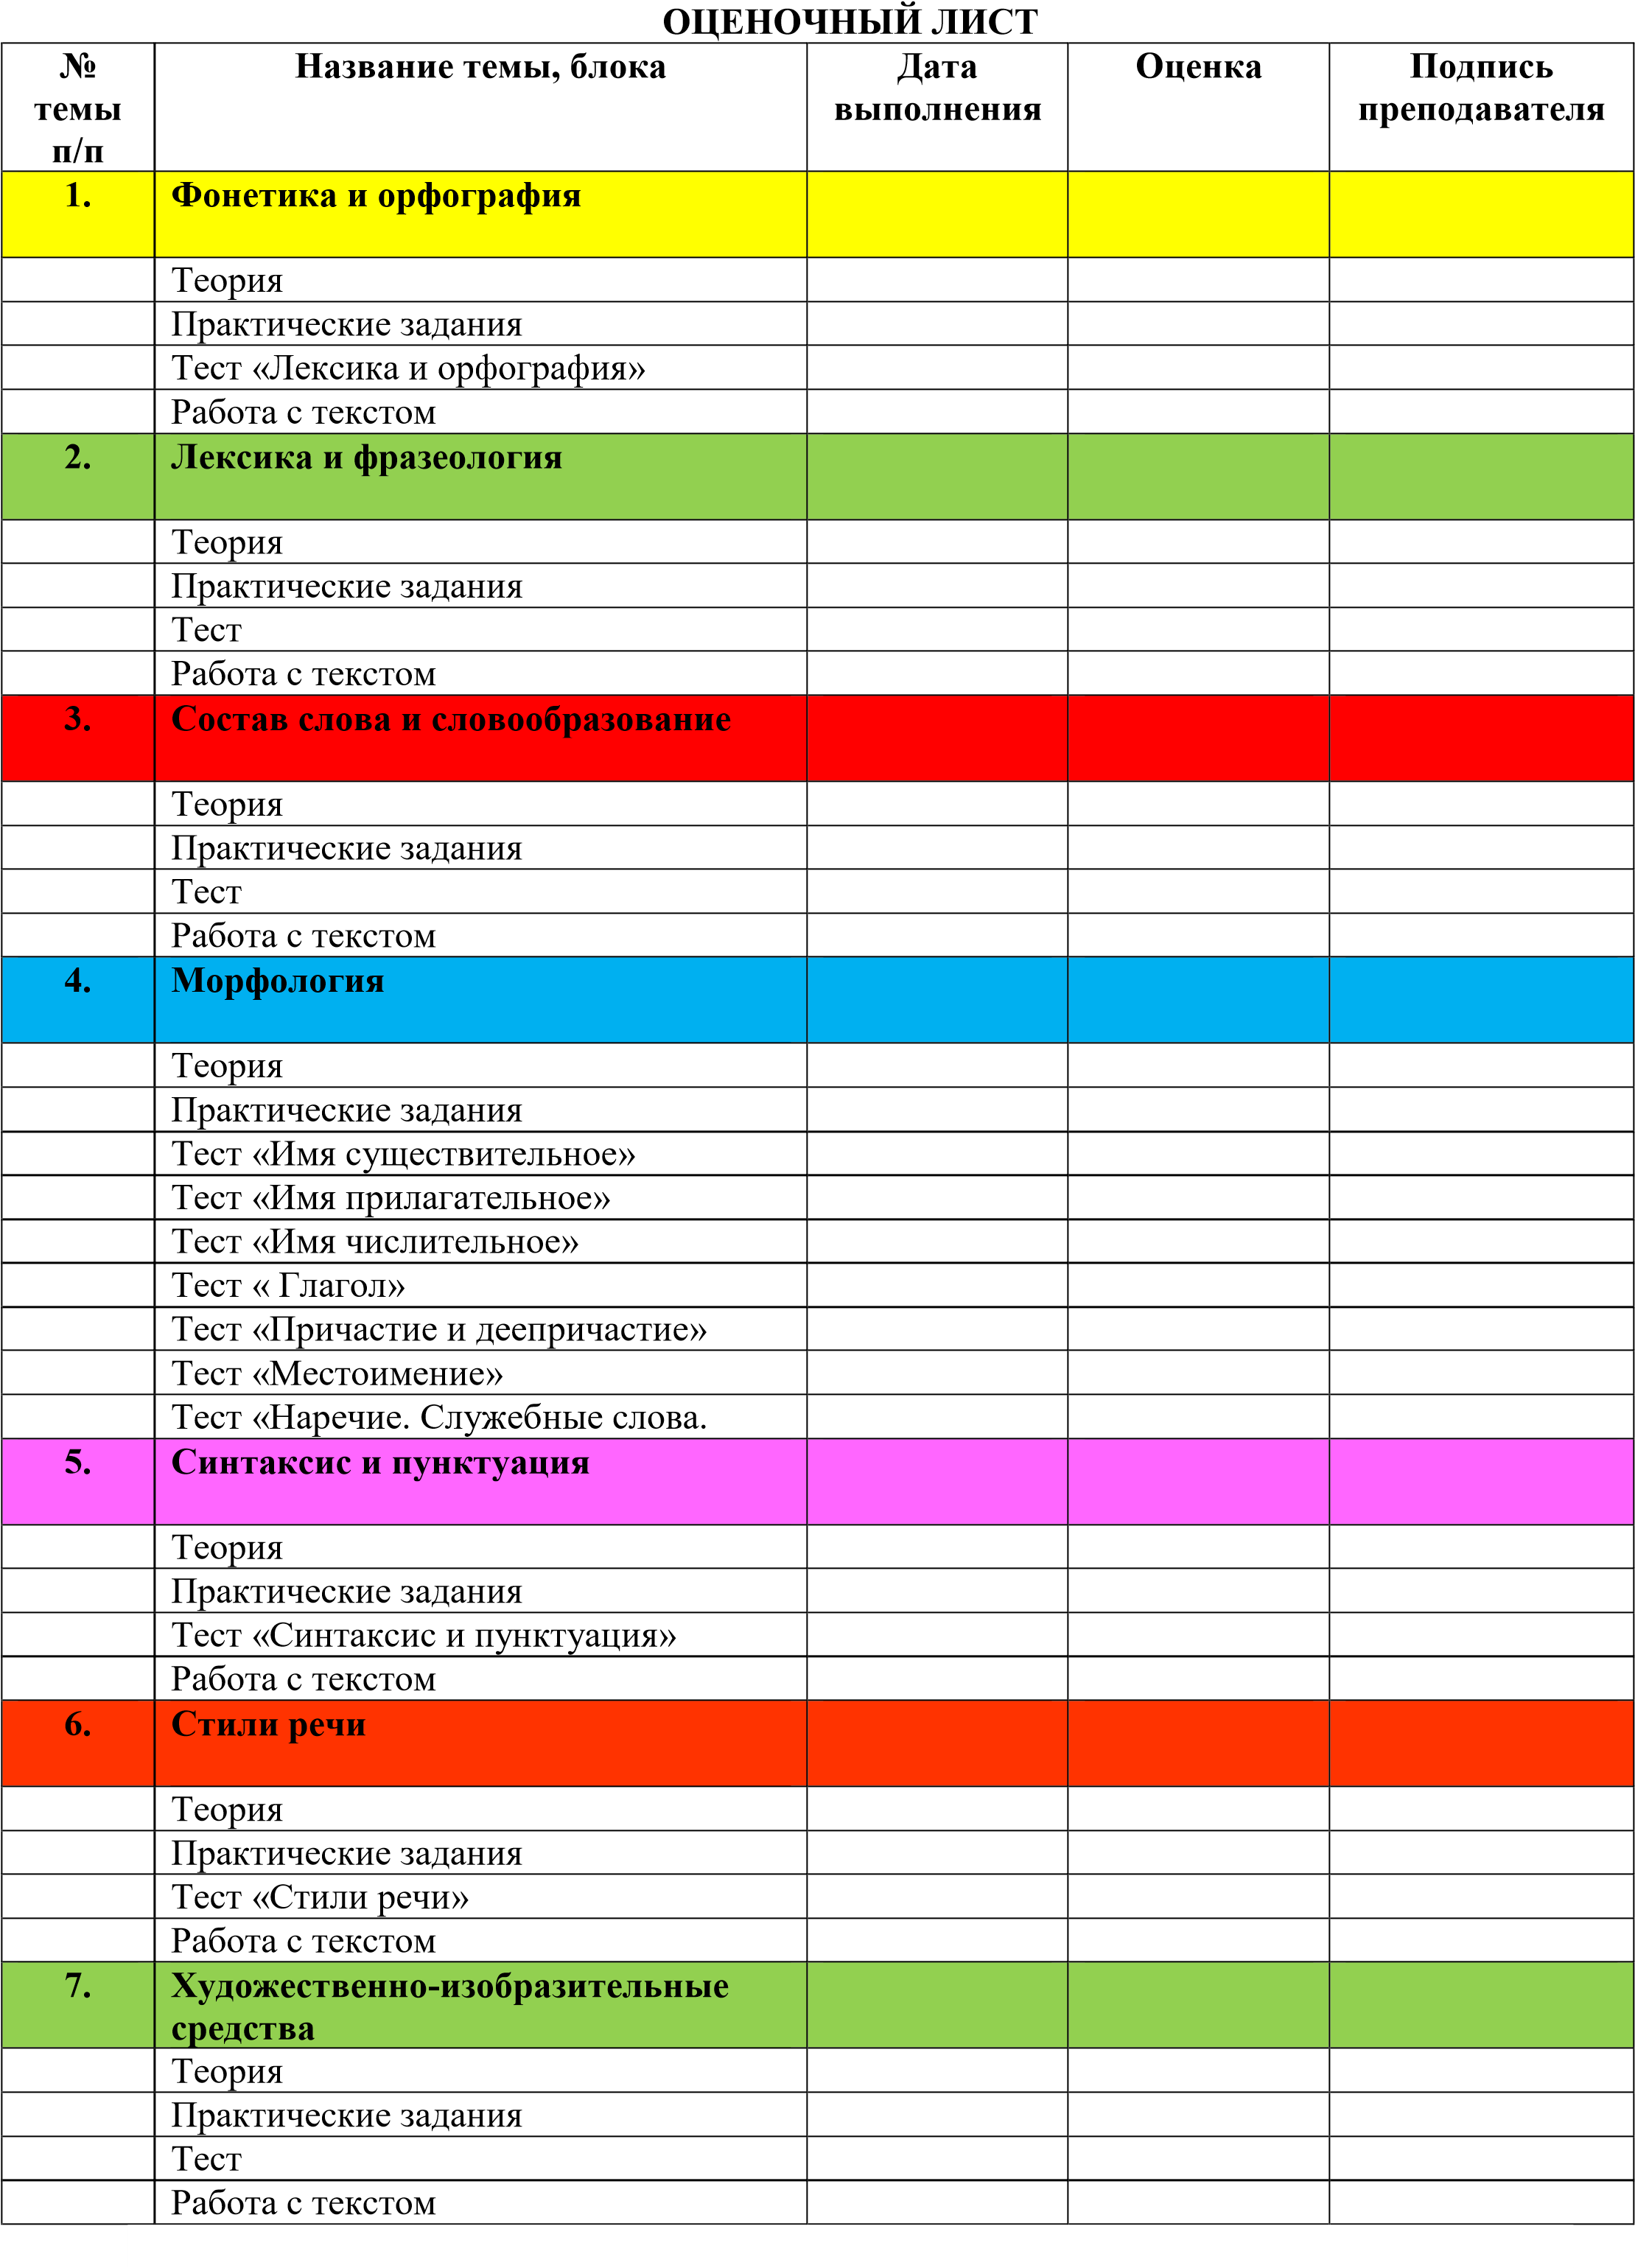 ОЦЕНОЧНЫЙ ЛИСТ
№ темы п/п Название темы, блока Дата выполнения Оценка Подпись преподавателя
1. Фонетика и орфография
Теория
Практические задания
Тест «Лексика и орфография»
Работа с текстом
2. Лексика и фразеология
Теория
Практические задания
Тест
Работа с текстом
3. Состав слова и словообразование
Теория
Практические задания
Тест
Работа с текстом
4. Морфология
Теория
Практические задания
Тест «Имя существительное»
Тест «Имя прилагательное»
Тест «Имя числительное»
Тест « Глагол»
Тест «Причастие и деепричастие»
Тест «Местоимение»
Тест «Наречие. Служебные слова.
5. Синтаксис и пунктуация
Теория
Практические задания
Тест «Синтаксис и пунктуация»
Работа с текстом
6. Стили речи
Теория
Практические задания
Тест «Стили речи»
Работа с текстом
7. Художественно-изобразительные
средства
Теория
Практические задания
Тест
Работа с текстом